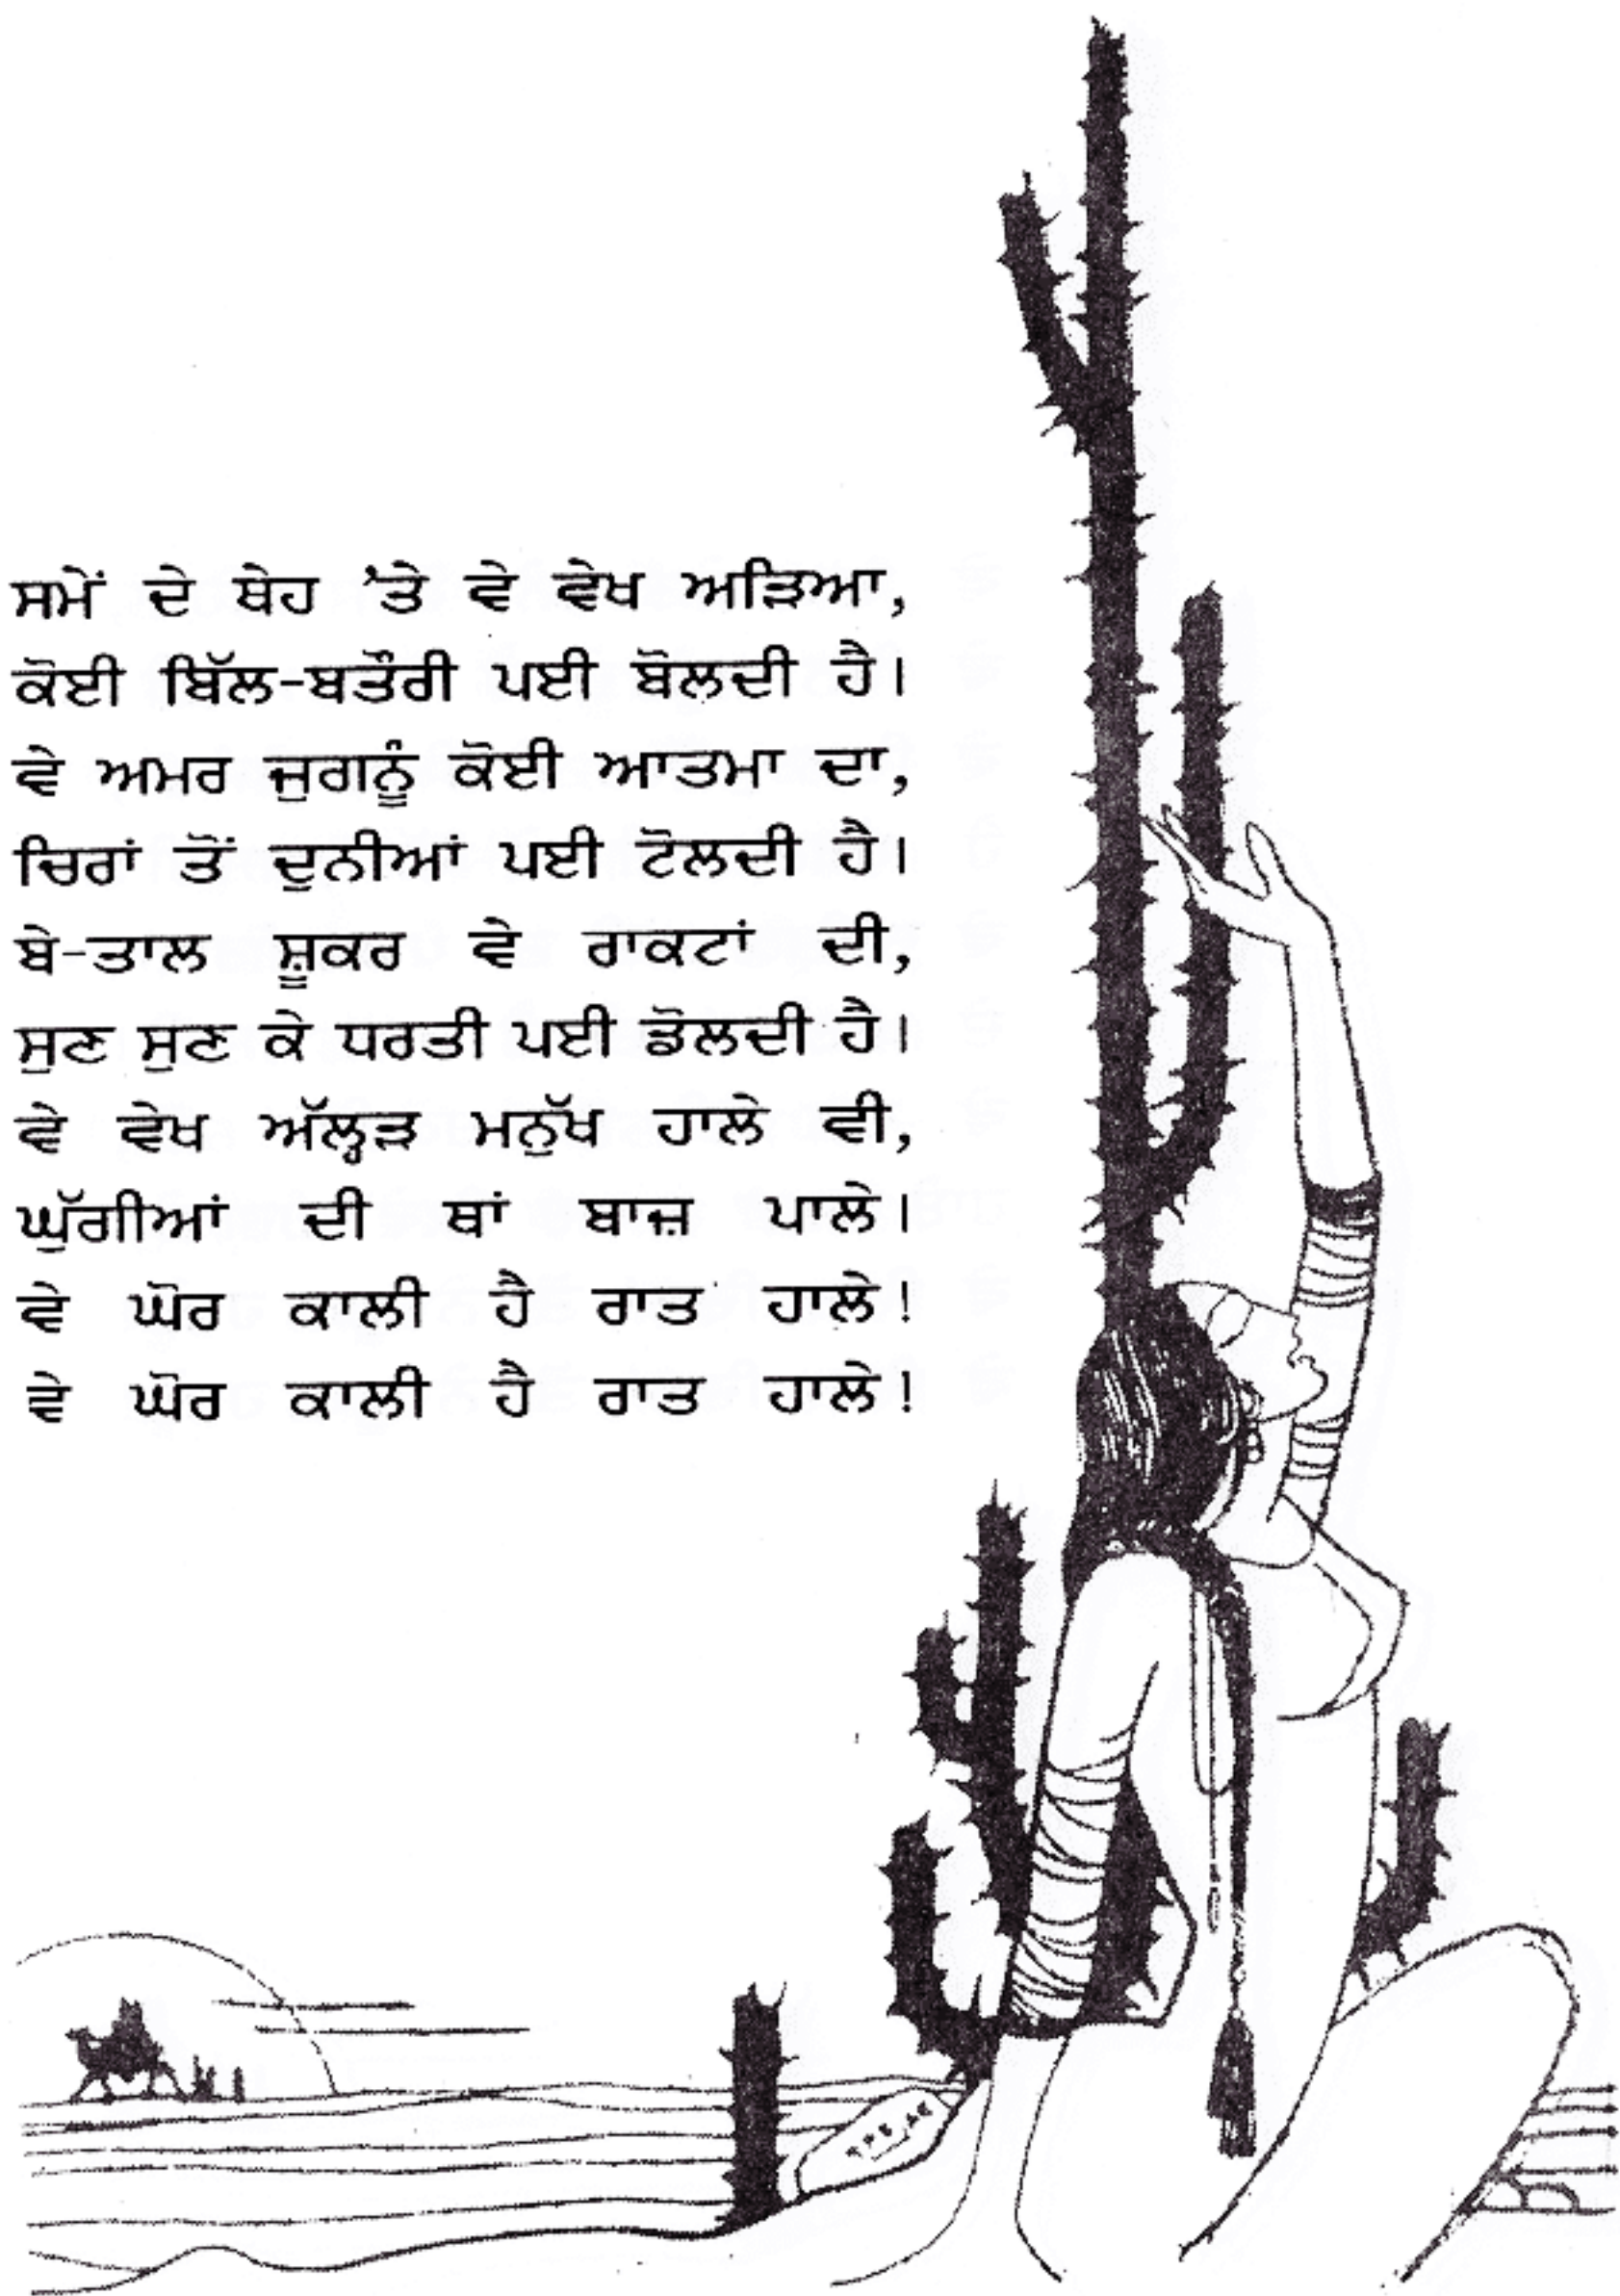 ਸਮੇਂ ਦੇ ਥੇਹ 'ਤੇ ਵੇ ਵੇਖ ਅੜਿਆ,
ਕੋਈ ਬਿੱਲ-ਬਤੌਰੀ ਪਈ ਬੋਲਦੀ ਹੈ।
ਵੇ ਅਮਰ ਜੁਗਨੂੰ ਕੋਈ ਆਤਮਾ ਦਾ,
ਚਿਰਾਂ ਤੋਂ ਦੁਨੀਆਂ ਪਈ ਟੋਲਦੀ ਹੈ।
ਬੇ-ਤਾਲ ਸ਼ੂਕਰ ਵੇ ਰਾਕਟਾਂ ਦੀ,
ਸੁਣ ਸੁਣ ਕੇ ਧਰਤੀ ਪਈ ਡੋਲਦੀ ਹੈ।
ਵੇ ਵੇਖ ਅੱਲ੍ਹੜ ਮਨੁੱਖ ਹਾਲੇ ਵੀ,
ਘੁੱਗੀਆਂ ਦੀ ਥਾਂ ਬਾਜ਼ ਪਾਲੇ।
ਵੇ ਘੋਰ ਕਾਲੀ ਹੈ ਰਾਤ ਹਾਲੇ!
ਵੇ ਘੋਰ ਕਾਲੀ ਹੈ ਰਾਤ ਹਾਲੇ!